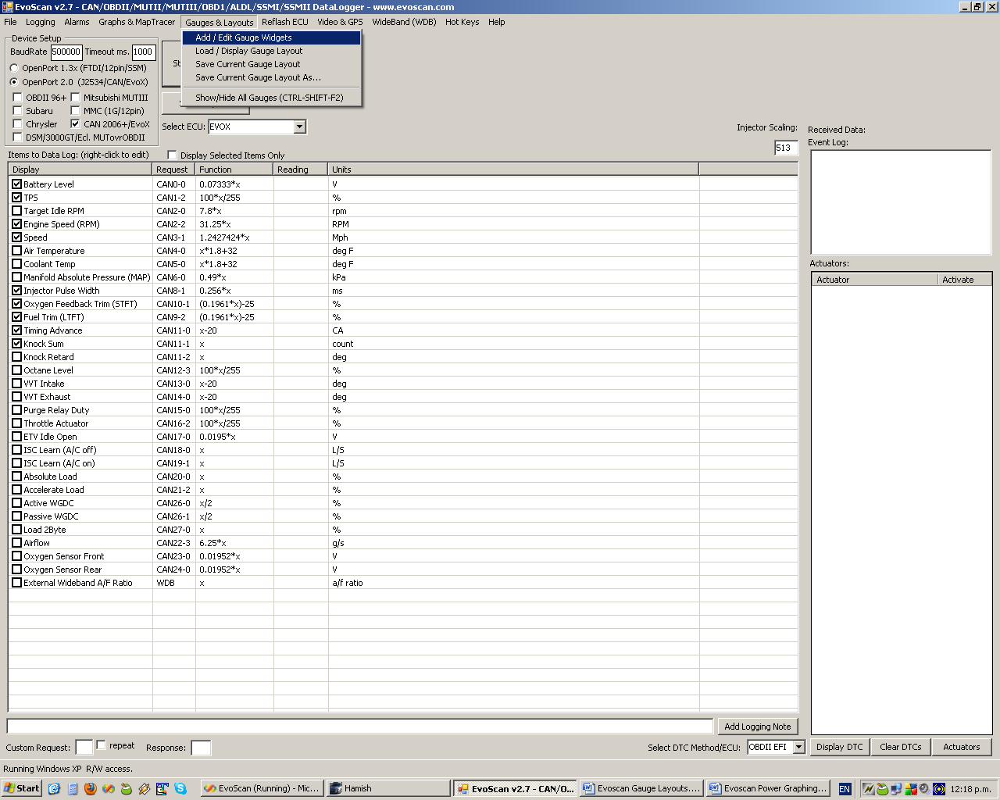 EvoScan v2.7 - CAN/OBDII/MUTII/MUTIII/OBD1/ALDL/SSMI/SSMII DataLogger - www.evoscan.com
File Logging Alarms Graphs & MapTracer Gauges & Layouts Reflash ECU Video & GPS WideBand (WDB) Hot Keys Help
Add / Edit Gauge Widgets
Load / Display Gauge Layout
Save Current Gauge Layout
Save Current Gauge Layout As...
Show/Hide All Gauges (CTRL-SHIFT-F2)
Device Setup
BaudRate 500000 Timeout ms. 1000
OpenPort 1.3x (FTDI/12pin/SSM)
OpenPort 2.0 (J2534/CAN/EvoX)
OBDII 96+ Mitsubishi MUTIII
Subaru MMC (1G/12pin)
Chrysler CAN 2006+/EvoX
DSM/3000GT/Ecl. MUTovrOBDII
St
Select ECU: EVOX
Injector Scaling:
513
Items to Data Log: (right-click to edit) Display Selected Items Only
Display Request Function Reading Units
Battery Level CAN0-0 0.07333*x V
TPS CAN1-2 100*x/255 %
Target Idle RPM CAN2-0 7.8*x rpm
Engine Speed (RPM) CAN2-2 31.25*x RPM
Speed CAN3-1 1.2427424*x Mph
Air Temperature CAN4-0 x*1.8+32 deg F
Coolant Temp CAN5-0 x*1.8+32 deg F
Manifold Absolute Pressure (MAP) CAN6-0 0.49*x kPa
Injector Pulse Width CAN8-1 0.256*x ms
Oxygen Feedback Trim (STFT) CAN10-1 (0.1961*x)-25 %
Fuel Trim (LTFT) CAN9-2 (0.1961*x)-25 %
Timing Advance CAN11-0 x-20 CA
Knock Sum CAN11-1 x count
Knock Retard CAN11-2 x deg
Octane Level CAN12-3 100*x/255 %
VVT Intake CAN13-0 x-20 deg
VVT Exhaust CAN14-0 x-20 deg
Purge Relay Duty CAN15-0 100*x/255 %
Throttle Actuator CAN16-2 100*x/255 %
ETV Idle Open CAN17-0 0.0195*x V
ISC Learn (A/C off) CAN18-0 x L/S
ISC Learn (A/C on) CAN19-1 x L/S
Absolute Load CAN20-0 x %
Accelerate Load CAN21-2 x %
Active WGDC CAN26-0 x/2 %
Passive WGDC CAN26-1 x/2 %
Load 2Byte CAN27-0 x %
Airflow CAN22-3 6.25*x g/s
Oxygen Sensor Front CAN23-0 0.01952*x V
Oxygen Sensor Rear CAN24-0 0.01952*x V
External Wideband A/F Ratio WDB x a/f ratio
Received Data:
Event Log:
Actuators:
Actuator Activate
Add Logging Note
Custom Request: repeat Response:
Select DTC Method/ECU: OBDII EFI Display DTC Clear DTCs Actuators
Running Windows XP R/W access.
Start EvoScan (Running) - Mic... Hamish EvoScan v2.7 - CAN/O... Evoscan Gauge Layouts.... Evoscan Power Graphing... EN 12:18 p.m.